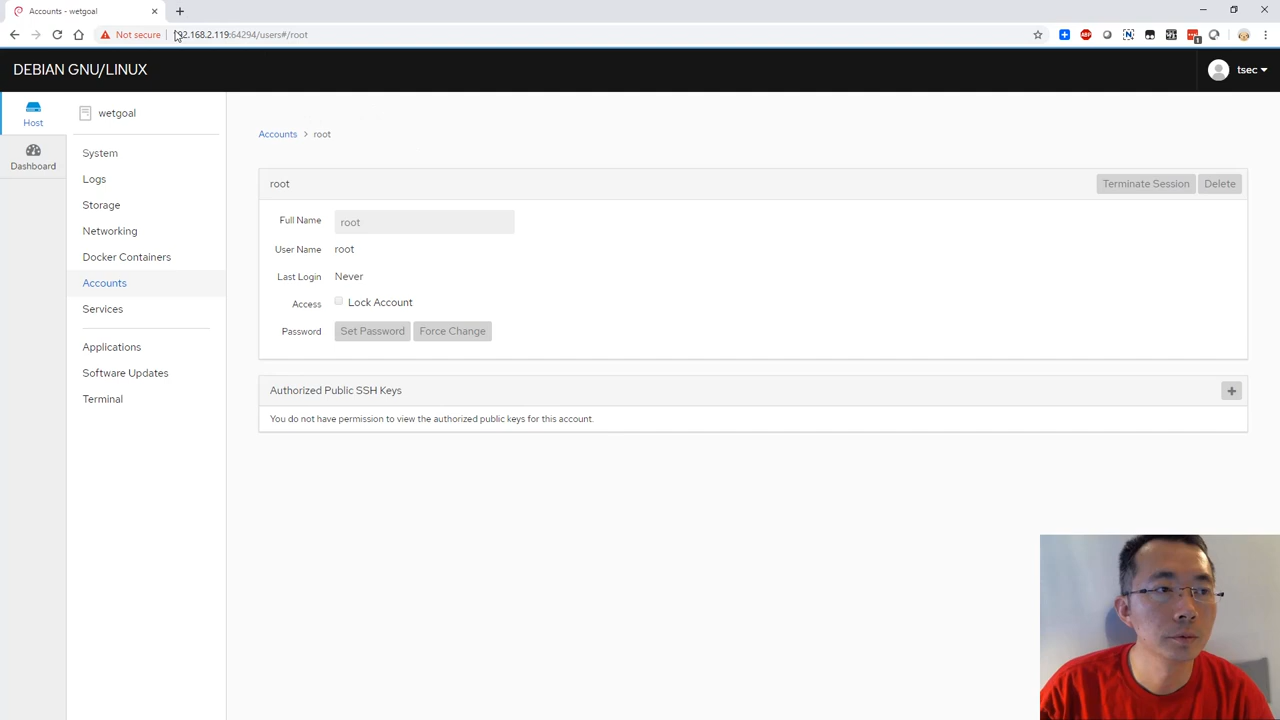 Accounts - wetgoal
Not secure
192.168.2.119:64294/users#/root
1
DEBIAN GNU/LINUX
tsec
Host
Dashboard
wetgoal
System
Logs
Storage
Networking
Docker Containers
Accounts
Services
Applications
Software Updates
Terminal
Accounts > root
root
Terminate Session
Delete
Full Name
root
User Name
root
Last Login
Never
Access
Lock Account
Password
Set Password
Force Change
Authorized Public SSH Keys
You do not have permission to view the authorized public keys for this account.